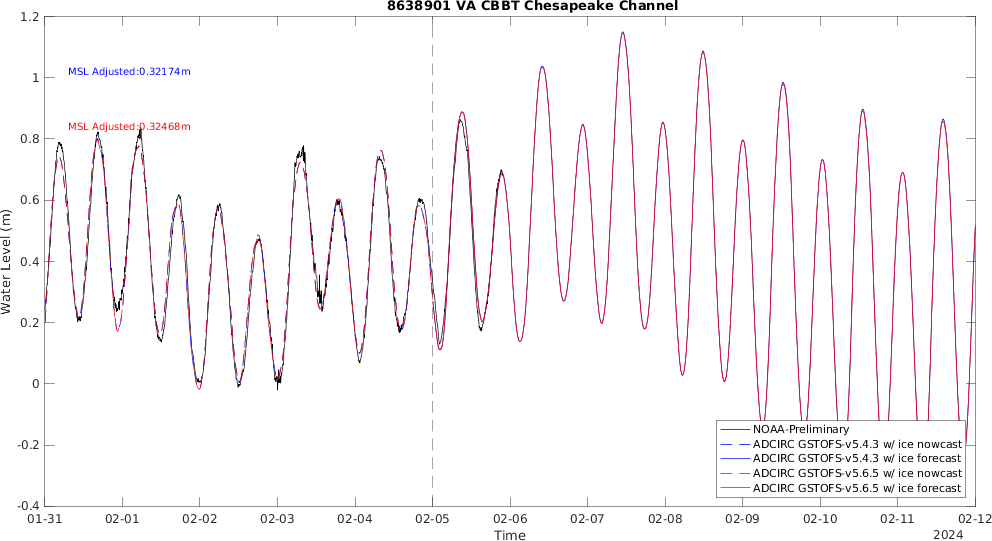 8638901 VA CBBT Chesapeake Channel
1.2
1
0.8
0.6
0.4
0.2
0
-0.2
-0.4
Water Level (m)
MSL Adjusted:0.32174m
MSL Adjusted:0.32468m
NOAA-Preliminary
ADCIRC GSTOFS-v5.4.3 w/ ice nowcast
ADCIRC GSTOFS-v5.4.3 w/ ice forecast
ADCIRC GSTOFS-v5.6.5 w/ ice nowcast
ADCIRC GSTOFS-v5.6.5 w/ ice forecast
01-31 02-01 02-02 02-03 02-04 02-05 02-06 02-07 02-08 02-09 02-10 02-11 02-12
Time
2024